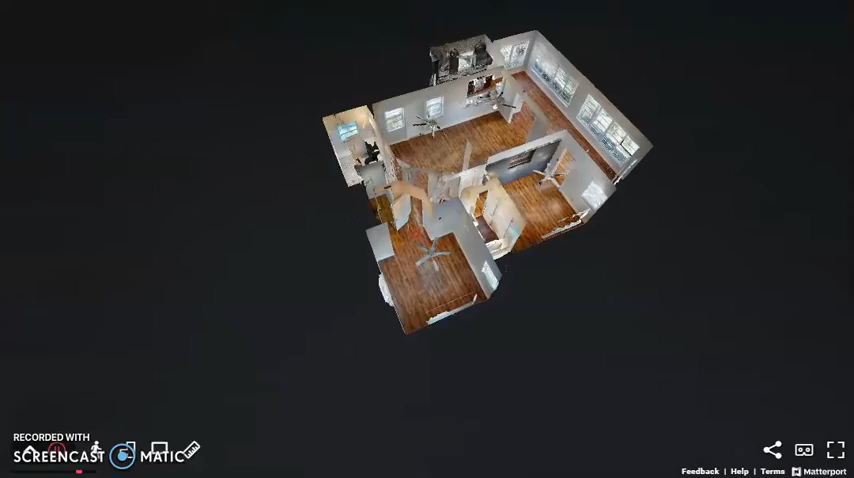 RECORDED WITH
SCREENCAST MATIC
Feedback | Help | Terms Matterport